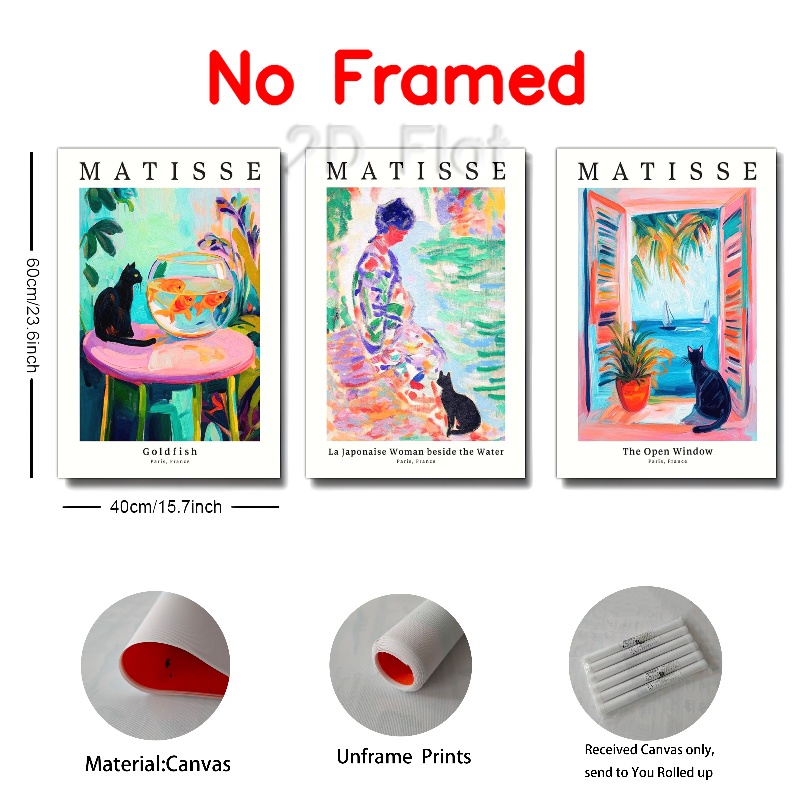 No Framed
2D Flat
MATISSE
Goldfish
Paris, France
MATISSE
La Japonaise Woman beside the Water
Paris, France
MATISSE
The Open Window
Paris, France
60cm/23.6inch
40cm/15.7inch
Material:Canvas
Unframe Prints
Received Canvas only,
send to You Rolled up